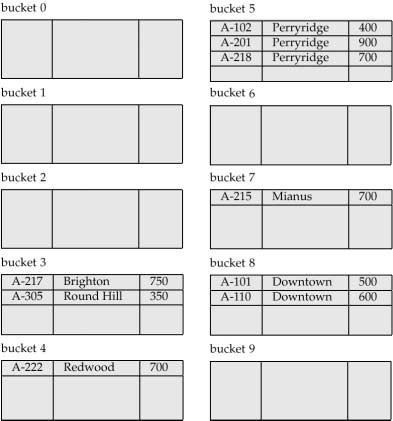 bucket 0
bucket 1
bucket 2
bucket 3
A-217 Brighton 750
A-305 Round Hill 350
bucket 4
A-222 Redwood 700
bucket 5
A-102 Perryridge 400
A-201 Perryridge 900
A-218 Perryridge 700
bucket 6
bucket 7
A-215 Mianus 700
bucket 8
A-101 Downtown 500
A-110 Downtown 600
bucket 9